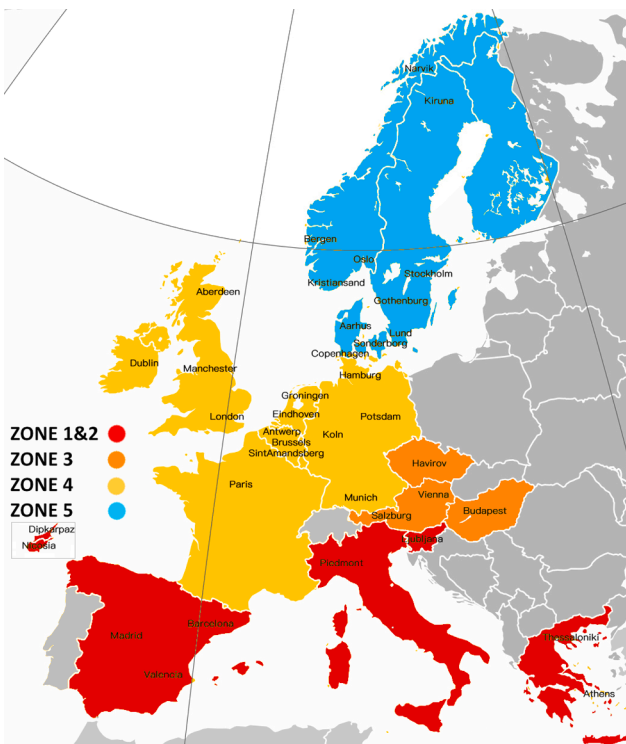 Narvik
Kiruna
Bergen
Oslo
Stockholm
Kristiansand
Gothenburg
Aberdeen
Aarhus
Lund
Sonderborg
Copenhagen
Dublin
Manchester
Hamburg
Groningen
London
Eindhoven
Potsdam
Antwerp
Koln
Brussels
SintAmandsberg
ZONE 1&2
ZONE 3
ZONE 4
ZONE 5
Havirov
Paris
Munich
Vienna
Salzburg
Budapest
Dipkarpaz
Nicosia
Ljubljana
Piedmont
Barcelona
Madrid
Thessaloniki
Valencia
Athens